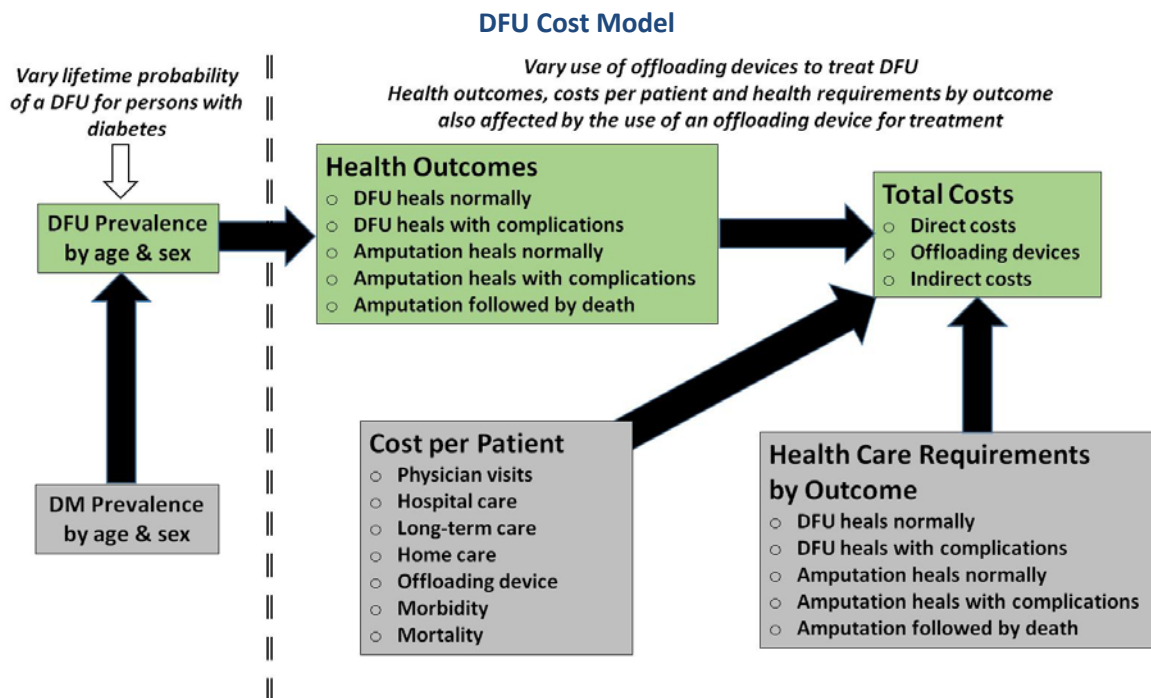 DFU Cost Model
Vary lifetime probability
of a DFU for persons with
diabetes
Vary use of offloading devices to treat DFU
Health outcomes, costs per patient and health requirements by outcome
also affected by the use of an offloading device for treatment
DFU Prevalence
by age & sex
Health Outcomes
○ DFU heals normally
○ DFU heals with complications
○ Amputation heals normally
○ Amputation heals with complications
○ Amputation followed by death
Total Costs
○ Direct costs
○ Offloading devices
○ Indirect costs
DM Prevalence
by age & sex
Cost per Patient
○ Physician visits
○ Hospital care
○ Long-term care
○ Home care
○ Offloading device
○ Morbidity
○ Mortality
Health Care Requirements
by Outcome
○ DFU heals normally
○ DFU heals with complications
○ Amputation heals normally
○ Amputation heals with complications
○ Amputation followed by death